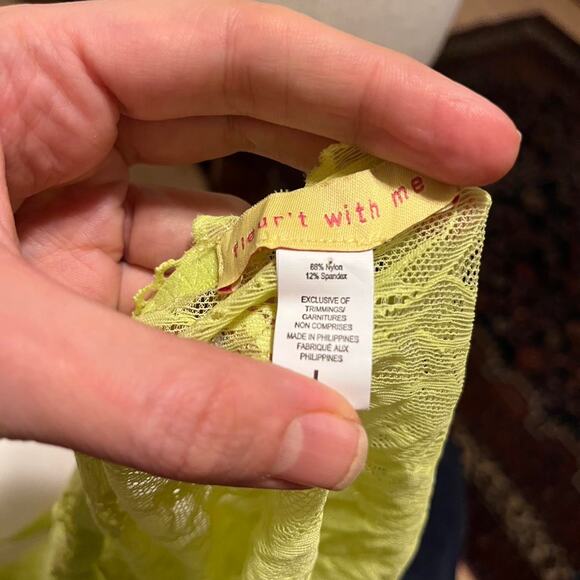 fleur't with me
88% Nylon
12% Spandex
EXCLUSIVE OF
TRIMMINGS/
GARNITURES
NON COMPRISES
MADE IN PHILIPPINES
FABRIQUÉ AUX
PHILIPPINES